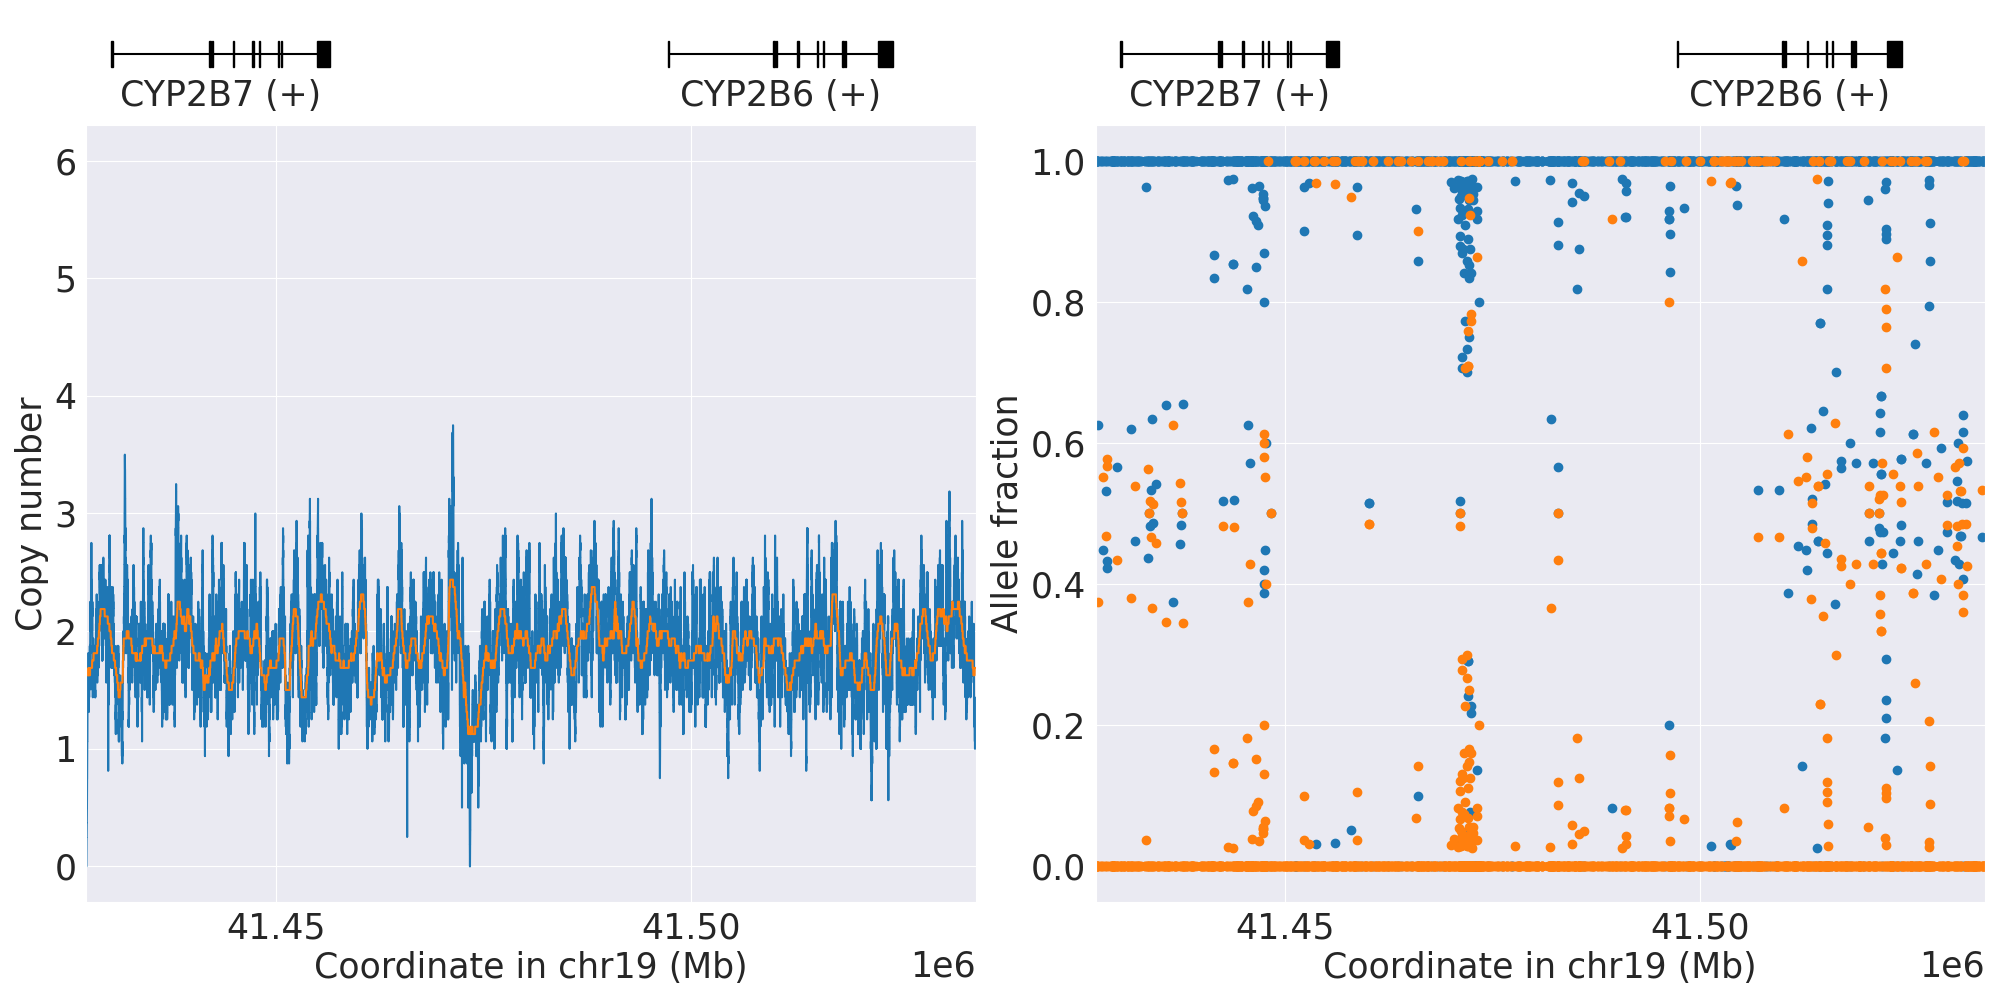 CYP2B7 (+)
CYP2B6 (+)
CYP2B7 (+)
CYP2B6 (+)
6
5
4
3
2
1
0
Copy number
41.45
41.50
Coordinate in chr19 (Mb)
1e6
1.0
0.8
0.6
0.4
0.2
0.0
Allele fraction
41.45
41.50
Coordinate in chr19 (Mb)
1e6